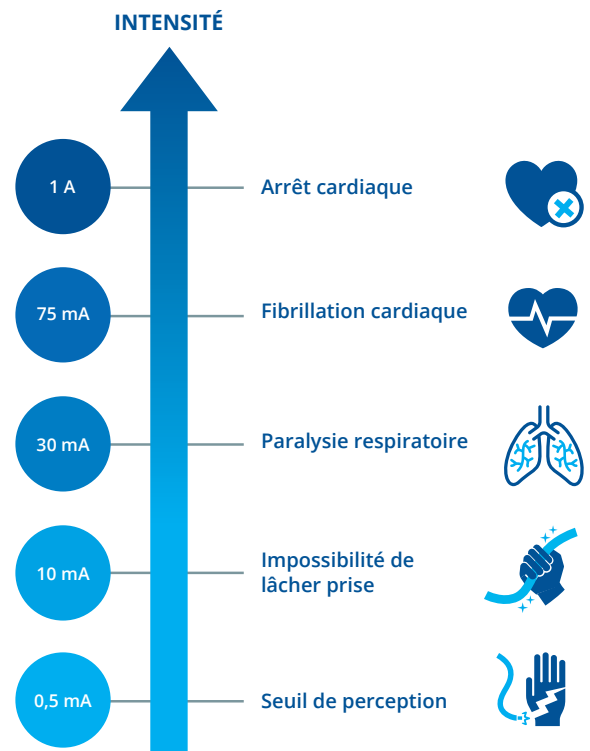 INTENSITÉ
1 A
Arrêt cardiaque
75 mA
Fibrillation cardiaque
30 mA
Paralysie respiratoire
10 mA
Impossibilité de
lâcher prise
0,5 mA
Seuil de perception